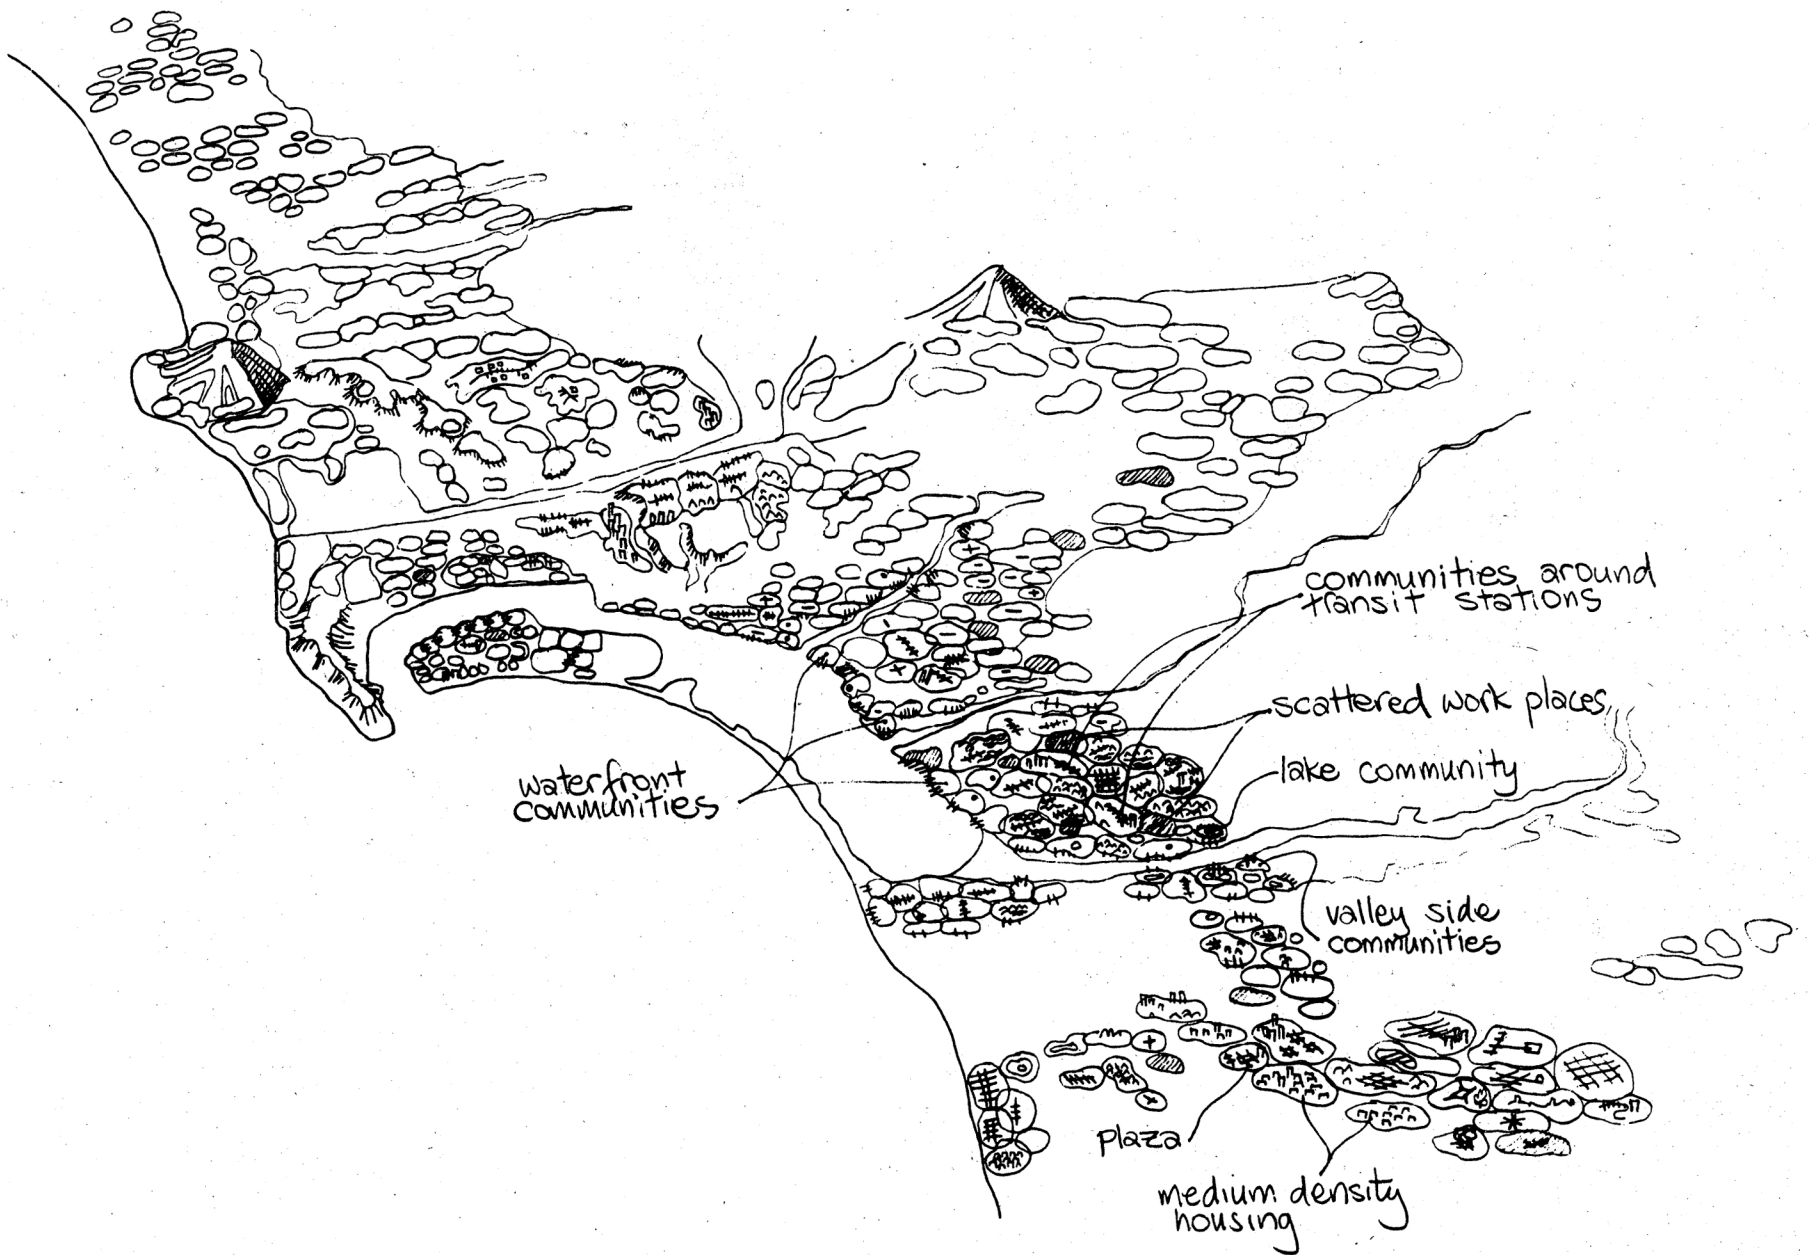 communities around
transit stations
scattered work places
lake community
waterfront
communities
valley side
communities
plaza
medium density
housing